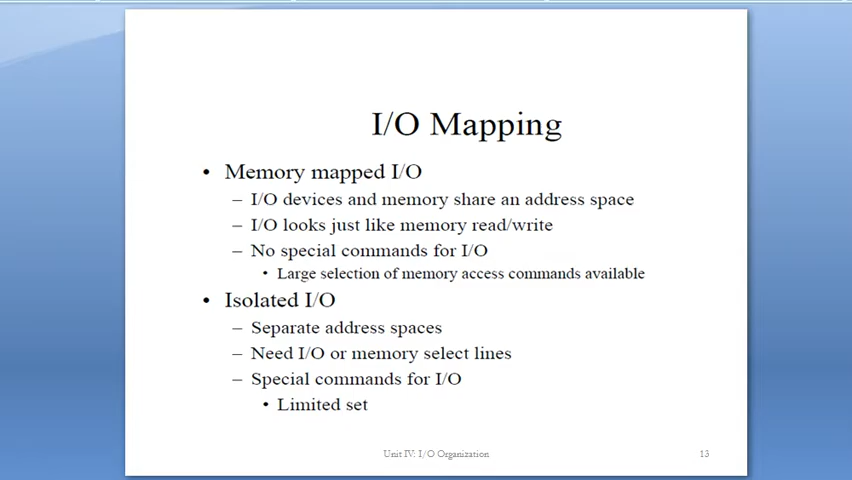 I/O Mapping
• Memory mapped I/O
– I/O devices and memory share an address space
– I/O looks just like memory read/write
– No special commands for I/O
• Large selection of memory access commands available
• Isolated I/O
– Separate address spaces
– Need I/O or memory select lines
– Special commands for I/O
• Limited set
Unit IV: I/O Organization 13